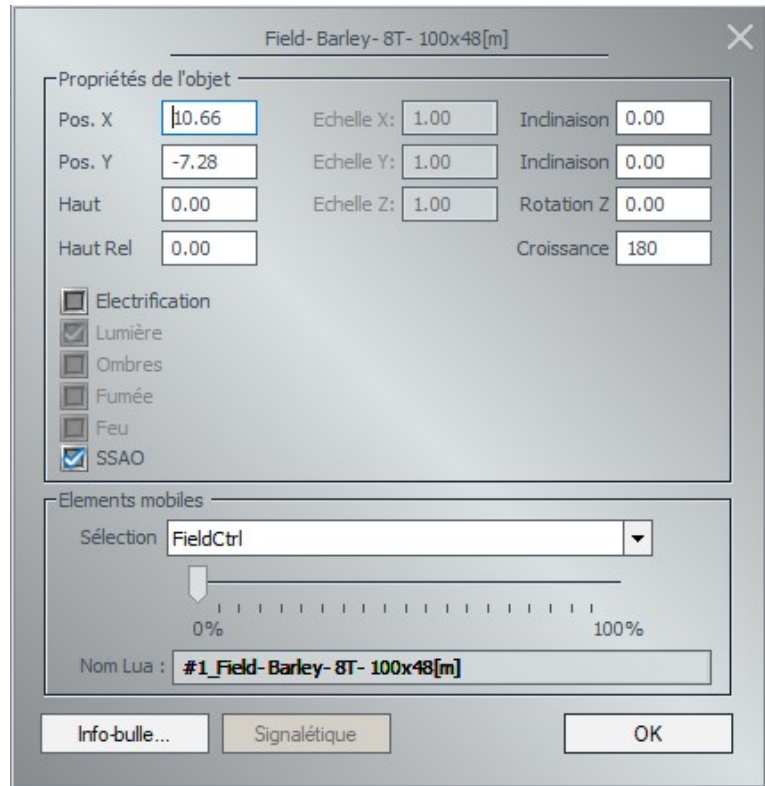 Field- Barley- 8T- 100x48[m]
Propriétés de l'objet
Pos. X 10.66 Echelle X: 1.00 Inclinaison 0.00
Pos. Y -7.28 Echelle Y: 1.00 Inclinaison 0.00
Haut 0.00 Echelle Z: 1.00 Rotation Z 0.00
Haut Rel 0.00 Croissance 180
Electrification
Lumière
Ombres
Fumée
Feu
SSAO
Elements mobiles
Sélection FieldCtrl
0% 100%
Nom Lua : #1_Field- Barley- 8T- 100x48[m]
Info-bulle... Signalétique OK